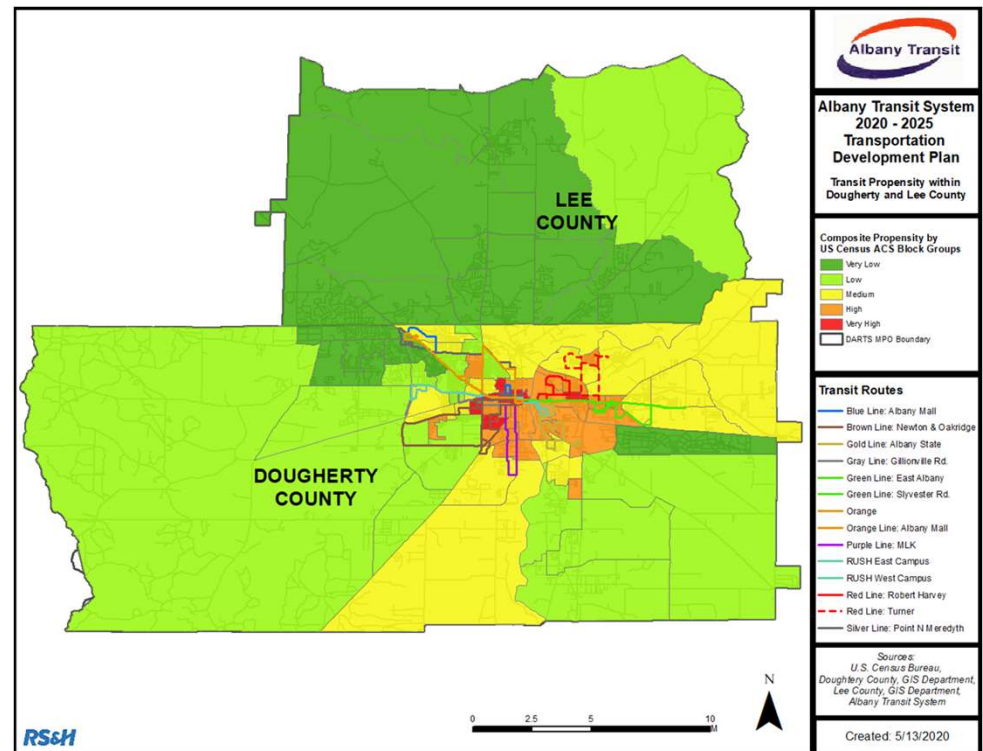 Albany Transit
Albany Transit System
2020 - 2025
Transportation
Development Plan
Transit Propensity within
Dougherty and Lee County
Composite Propensity by
US Census ACS Block Groups
Very Low
Low
Medium
High
Very High
DARTS MPO Boundary
Transit Routes
Blue Line: Albany Mall
Brown Line: Newton & Oakridge
Gold Line: Albany State
Gray Line: Gillionville Rd.
Green Line: East Albany
Green Line: Slyvester Rd.
Orange
Orange Line: Albany Mall
Purple Line: MLK
RUSH East Campus
RUSH West Campus
Red Line: Robert Harvey
Red Line: Turner
Silver Line: Point N Meredyth
Sources:
U.S. Census Bureau,
Doughtery County, GIS Department,
Lee County, GIS Department,
Albany Transit System
Created: 5/13/2020
LEE
COUNTY
DOUGHERTY
COUNTY
N
0 2.5 5 10
M
RS&H